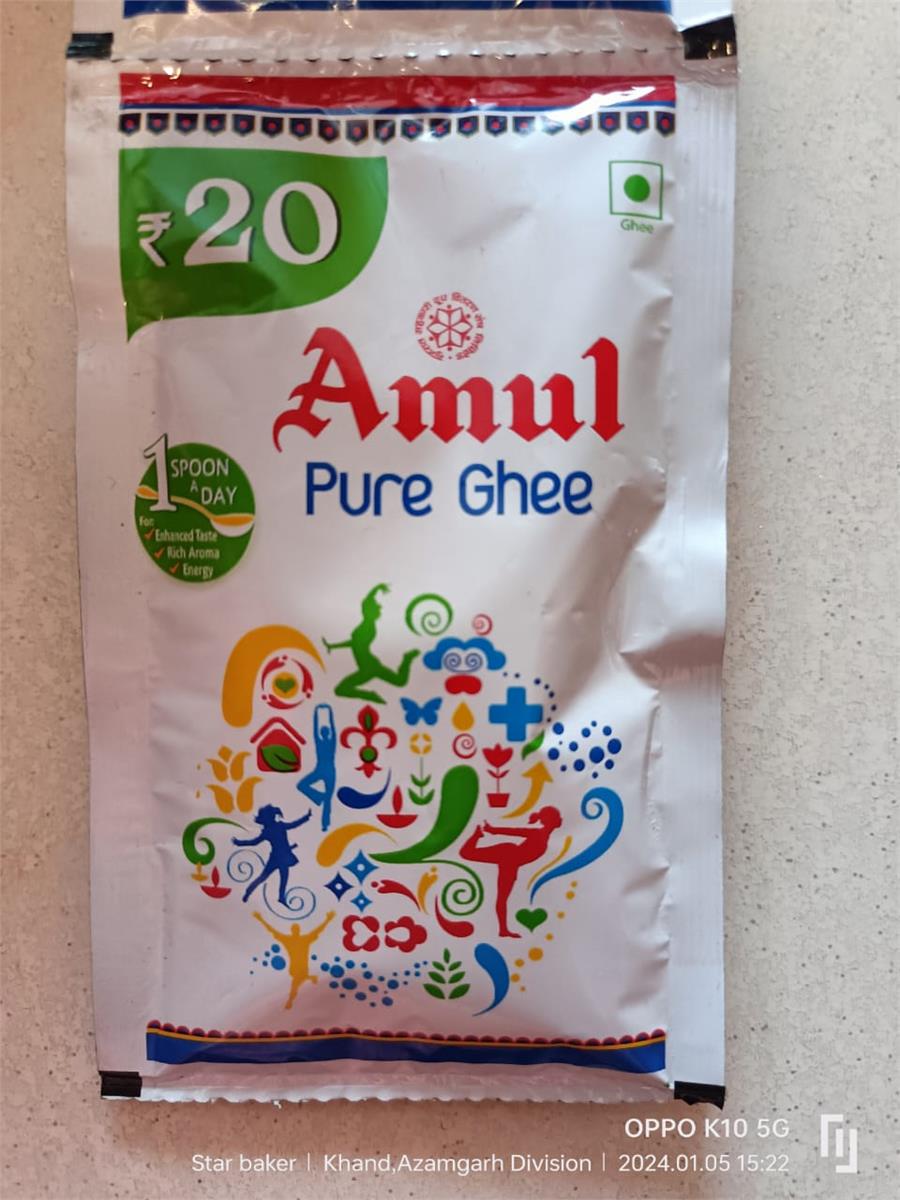 ₹20
Ghee
Amul
Pure Ghee
1 SPOON
A
DAY
For:
Enhanced Taste
Rich Aroma
Energy
OPPO K10 5G
Star baker | Khand,Azamgarh Division | 2024.01.05 15:22